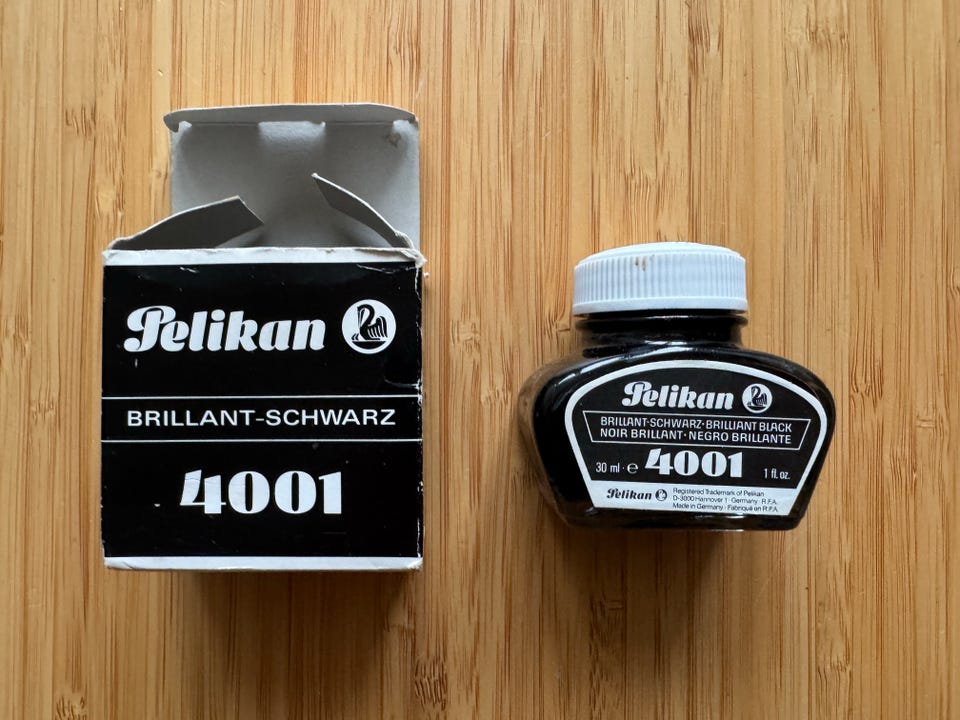 Pelikan
BRILLANT-SCHWARZ
4001
Pelikan
BRILLANT-SCHWARZ·BRILLIANT BLACK
NOIR BRILLANT·NEGRO BRILLANTE
30 ml · e 4001 1 fl. oz.
Pelikan Registered Trademark of Pelikan
D-3000 Hannover 1 · Germany · R.F.A.
Made in Germany · Fabriqué en R.F.A.